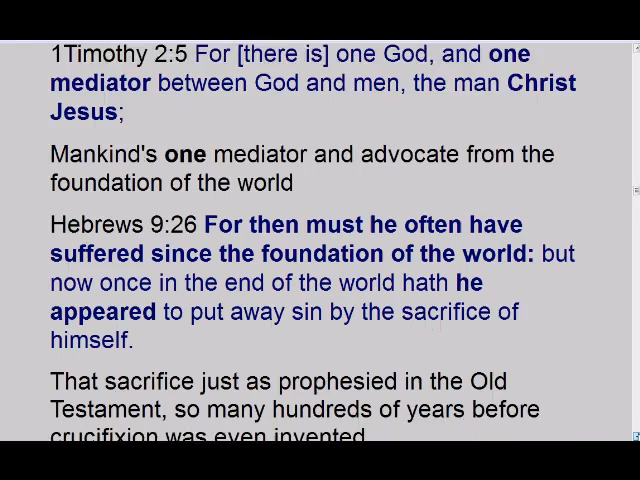 1Timothy 2:5 For [there is] one God, and one
mediator between God and men, the man Christ
Jesus;
Mankind's one mediator and advocate from the
foundation of the world
Hebrews 9:26 For then must he often have
suffered since the foundation of the world: but
now once in the end of the world hath he
appeared to put away sin by the sacrifice of
himself.
That sacrifice just as prophesied in the Old
Testament, so many hundreds of years before
crucifixion was even invented